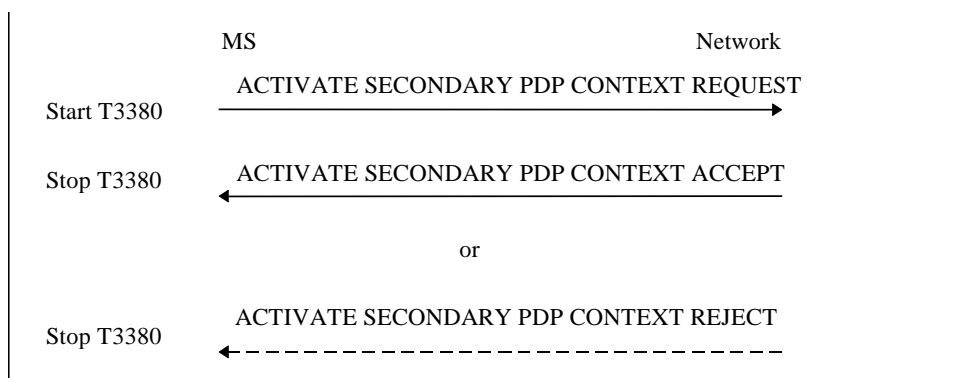 MS Network
ACTIVATE SECONDARY PDP CONTEXT REQUEST
Start T3380
ACTIVATE SECONDARY PDP CONTEXT ACCEPT
Stop T3380
or
ACTIVATE SECONDARY PDP CONTEXT REJECT
Stop T3380